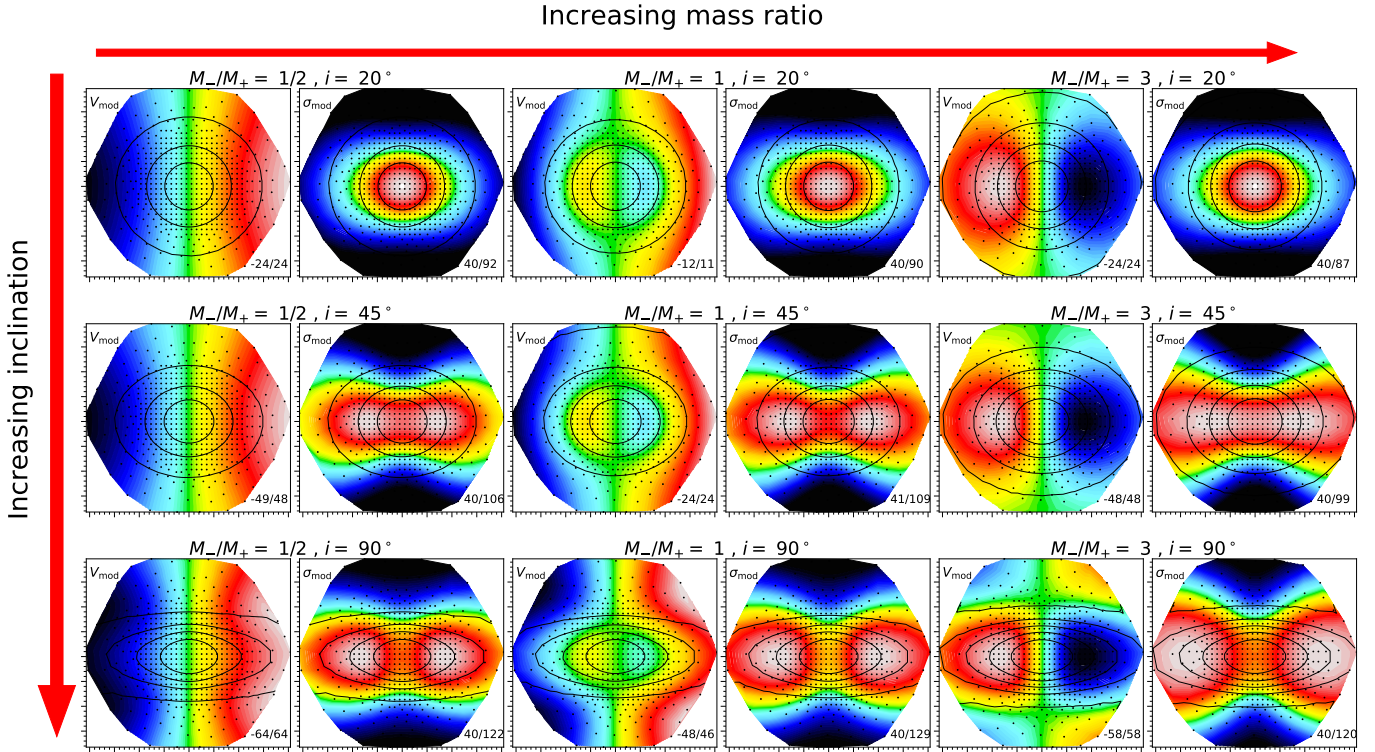 Increasing mass ratio
Increasing inclination
M₋/M₊ = 1/2 , i = 20°
M₋/M₊ = 1 , i = 20°
M₋/M₊ = 3 , i = 20°
V_mod
-24/24
σ_mod
40/92
V_mod
-12/11
σ_mod
40/90
V_mod
-24/24
σ_mod
40/87
M₋/M₊ = 1/2 , i = 45°
M₋/M₊ = 1 , i = 45°
M₋/M₊ = 3 , i = 45°
V_mod
-49/48
σ_mod
40/106
V_mod
-24/24
σ_mod
41/109
V_mod
-48/48
σ_mod
40/99
M₋/M₊ = 1/2 , i = 90°
M₋/M₊ = 1 , i = 90°
M₋/M₊ = 3 , i = 90°
V_mod
-64/64
σ_mod
40/122
V_mod
-48/46
σ_mod
40/129
V_mod
-58/58
σ_mod
40/120